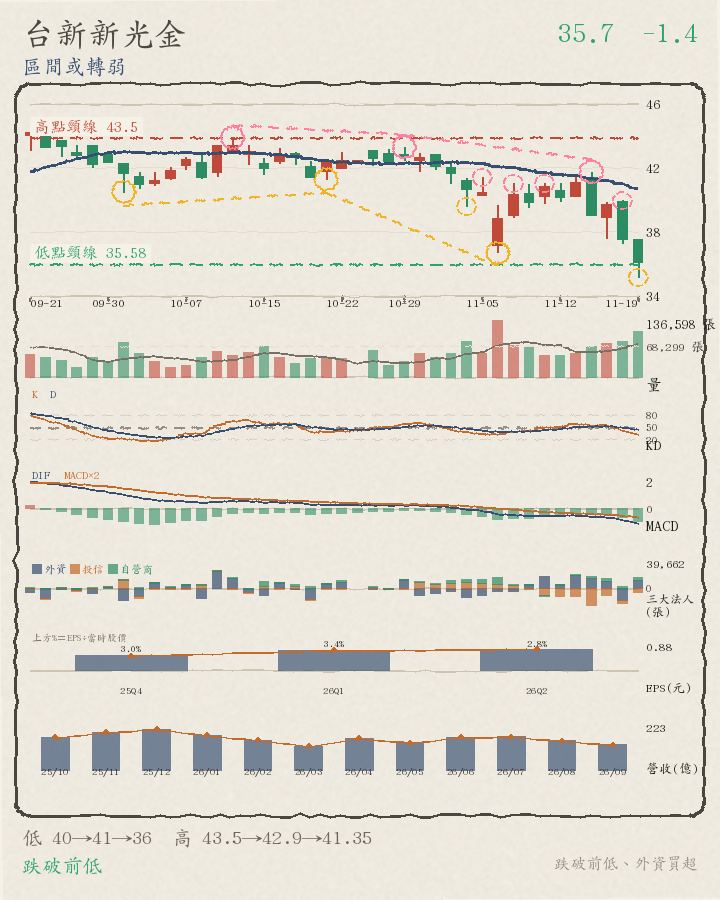 台新新光金
35.7 -1.4
區間或轉弱
46
高點頸線 43.5
42
38
低點頸線 35.58
34
09-21 09-30 10-07 10-15 10-22 10-29 11-05 11-12 11-19
136,598 張
68,299 張
量
K D
80
50
20
KD
DIF MACD×2
2
0
MACD
外資 投信 自營商
39,662
0
三大法人
(張)
上方%=EPS÷當時股價
3.0% 3.4% 2.8%
0.88
25Q4 26Q1 26Q2
EPS(元)
223
25/10 25/11 25/12 26/01 26/02 26/03 26/04 26/05 26/06 26/07 26/08 26/09
營收(億)
低 40→41→36 高 43.5→42.9→41.35
跌破前低
跌破前低、外資買超